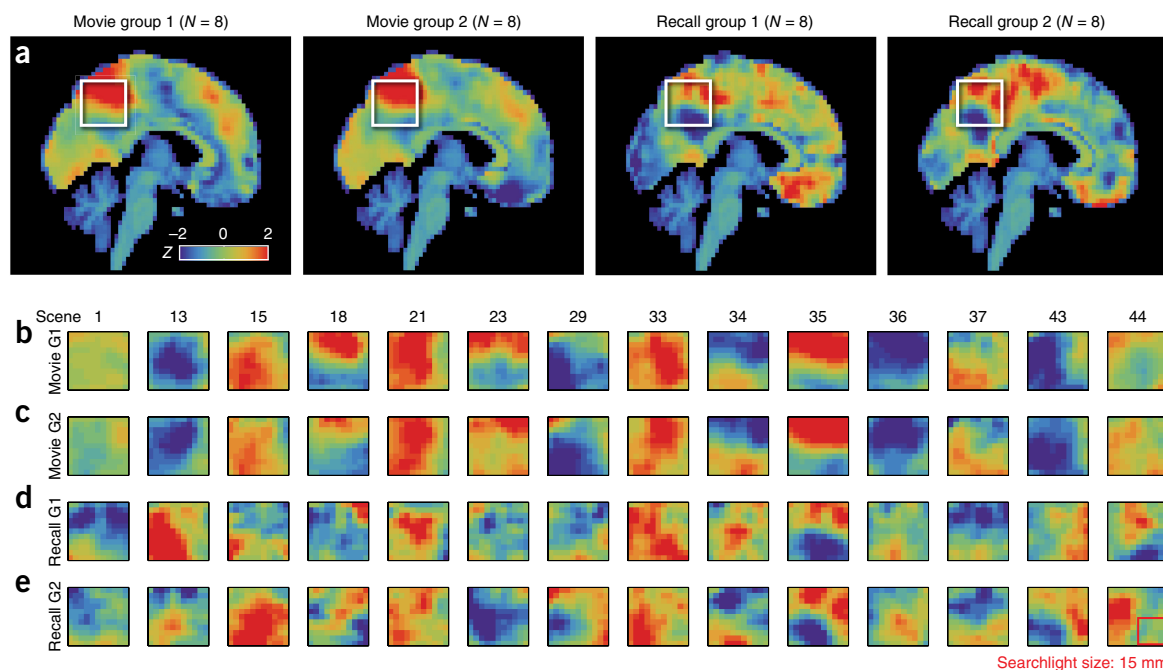 Movie group 1 (N = 8) Movie group 2 (N = 8) Recall group 1 (N = 8) Recall group 2 (N = 8)
a
–2 0 2
Z
Scene 1 13 15 18 21 23 29 33 34 35 36 37 43 44
b Movie G1
c Movie G2
d Recall G1
e Recall G2
Searchlight size: 15 mm